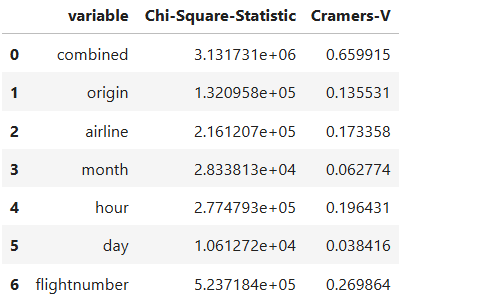 variable Chi-Square-Statistic Cramers-V
0 combined 3.131731e+06 0.659915
1 origin 1.320958e+05 0.135531
2 airline 2.161207e+05 0.173358
3 month 2.833813e+04 0.062774
4 hour 2.774793e+05 0.196431
5 day 1.061272e+04 0.038416
6 flightnumber 5.237184e+05 0.269864